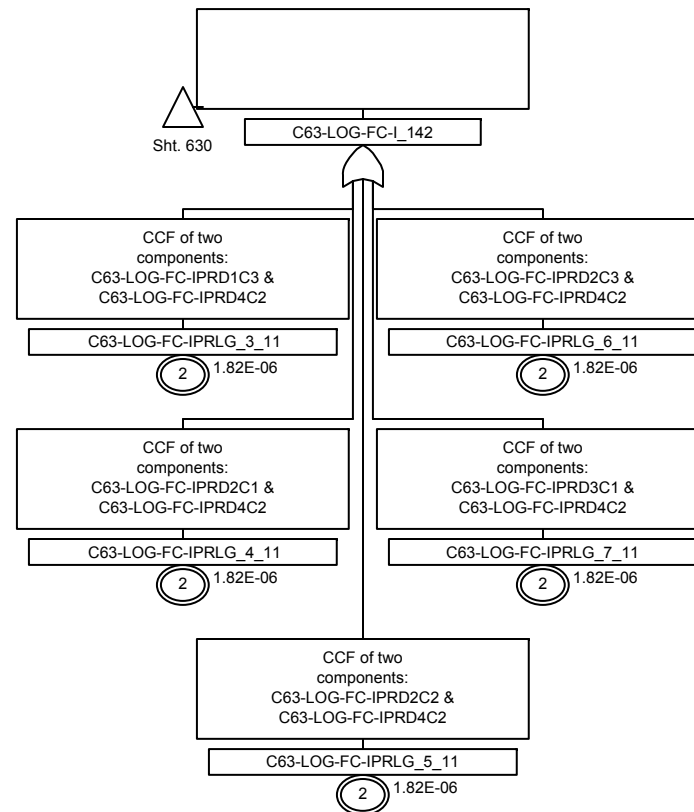 Sht. 630
C63-LOG-FC-I_142
CCF of two
components:
C63-LOG-FC-IPRD1C3 &
C63-LOG-FC-IPRD4C2
C63-LOG-FC-IPRLG_3_11
2
1.82E-06
CCF of two
components:
C63-LOG-FC-IPRD2C3 &
C63-LOG-FC-IPRD4C2
C63-LOG-FC-IPRLG_6_11
2
1.82E-06
CCF of two
components:
C63-LOG-FC-IPRD2C1 &
C63-LOG-FC-IPRD4C2
C63-LOG-FC-IPRLG_4_11
2
1.82E-06
CCF of two
components:
C63-LOG-FC-IPRD3C1 &
C63-LOG-FC-IPRD4C2
C63-LOG-FC-IPRLG_7_11
2
1.82E-06
CCF of two
components:
C63-LOG-FC-IPRD2C2 &
C63-LOG-FC-IPRD4C2
C63-LOG-FC-IPRLG_5_11
2
1.82E-06